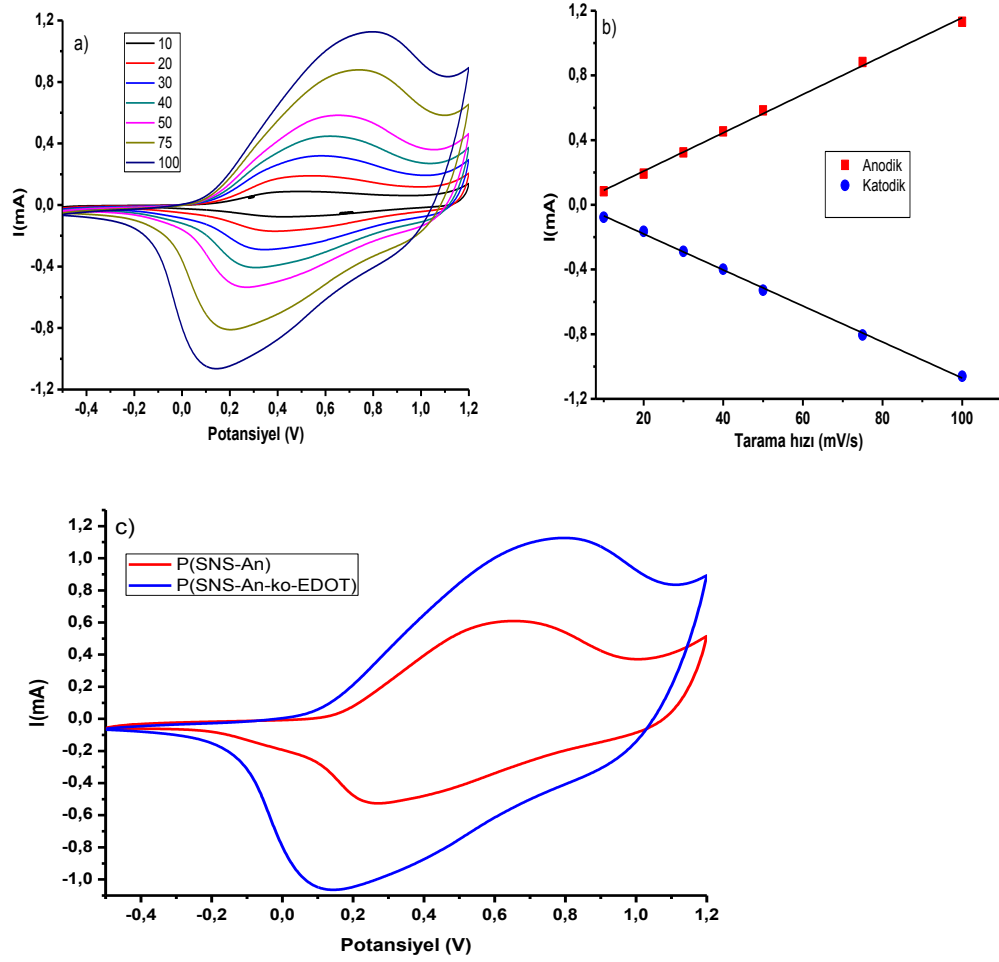 a)
1,2
0,8
0,4
0,0
-0,4
-0,8
-1,2
I(mA)
10
20
30
40
50
75
100
-0,4 -0,2 0,0 0,2 0,4 0,6 0,8 1,0 1,2
Potansiyel (V)
b)
1,2
0,8
0,4
0,0
-0,4
-0,8
-1,2
I(mA)
Anodik
Katodik
20 40 60 80 100
Tarama hızı (mV/s)
c)
1,2
1,0
0,8
0,6
0,4
0,2
0,0
-0,2
-0,4
-0,6
-0,8
-1,0
I(mA)
P(SNS-An)
P(SNS-An-ko-EDOT)
-0,4 -0,2 0,0 0,2 0,4 0,6 0,8 1,0 1,2
Potansiyel (V)